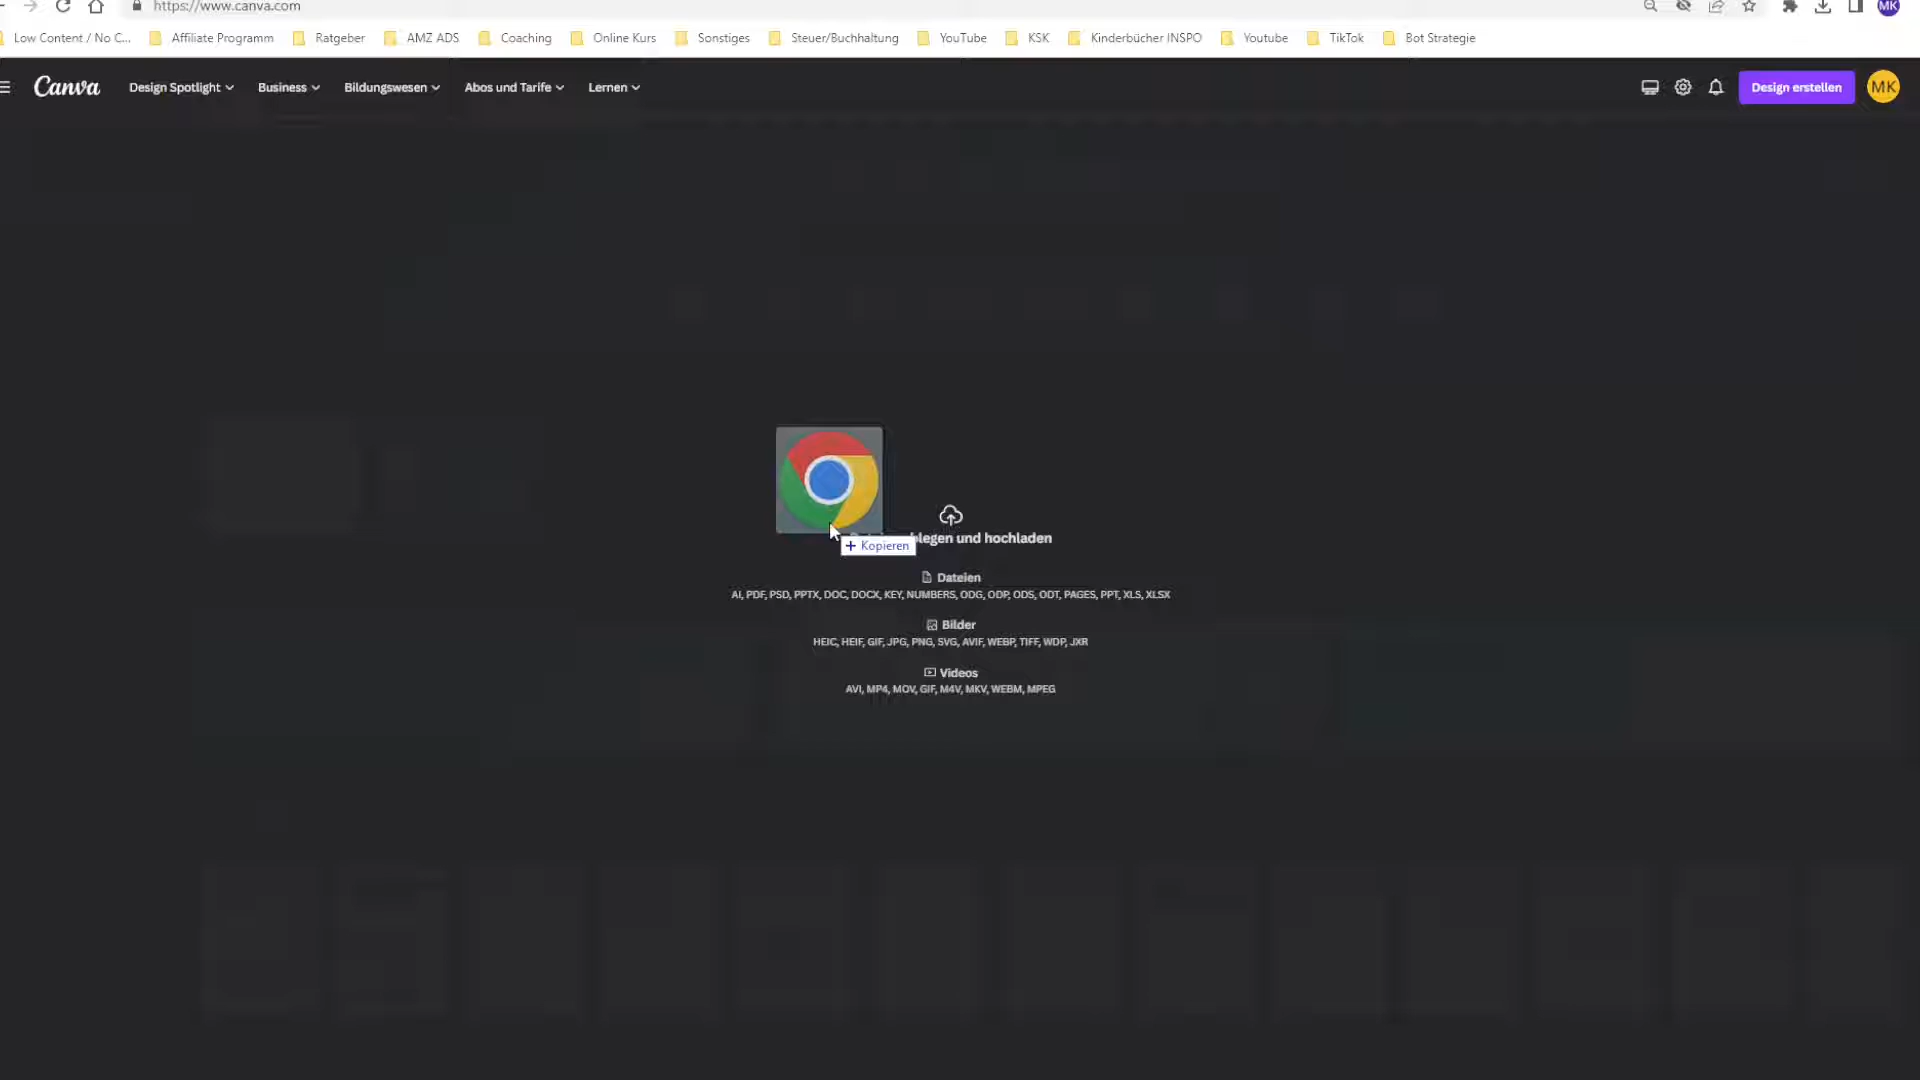 https://www.canva.com
MK
Low Content / No C...
Affiliate Programm
Ratgeber
AMZ ADS
Coaching
Online Kurs
Sonstiges
Steuer/Buchhaltung
YouTube
KSK
Kinderbücher INSPO
Youtube
TikTok
Bot Strategie
Canva
Design Spotlight
Business
Bildungswesen
Abos und Tarife
Lernen
Design erstellen
MK
und hochladen
+ Kopieren
Dateien
AI, PDF, PSD, PPTX, DOC, DOCX, KEY, NUMBERS, ODG, ODP, ODS, ODT, PAGES, PPT, XLS, XLSX
Bilder
HEIC, HEIF, GIF, JPG, PNG, SVG, AVIF, WEBP, TIFF, WDP, JXR
Videos
AVI, MP4, MOV, GIF, M4V, MKV, WEBM, MPEG